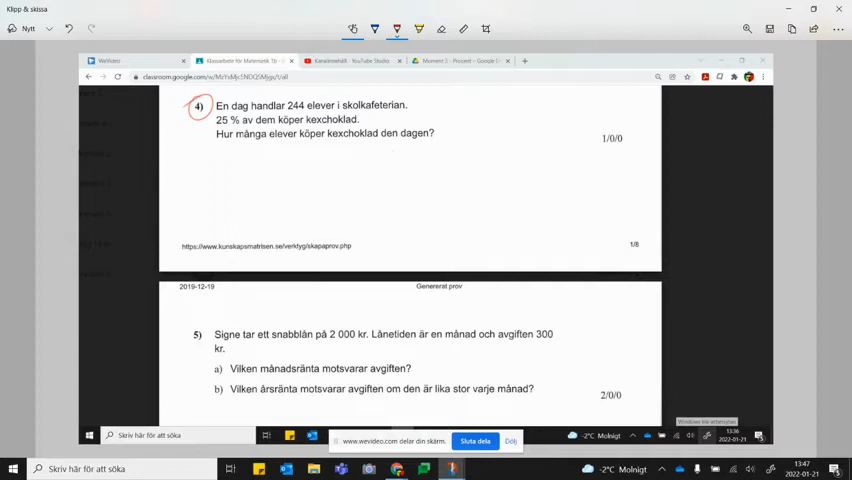 Klipp & skissa
Nytt
WeVideo
Klassarbete för Matematik 1b -
Kanalinnehåll - YouTube Studio
Moment 5 - Procent – Google D
classroom.google.com/w/MzYxMjc5NDQ5Mjgx/t/all
4) En dag handlar 244 elever i skolkafeterian.
25 % av dem köper kexchoklad.
Hur många elever köper kexchoklad den dagen?
1/0/0
https://www.kunskapsmatrisen.se/verktyg/skapaprov.php
1/8
2019-12-19
Genererat prov
5) Signe tar ett snabblån på 2 000 kr. Lånetiden är en månad och avgiften 300
kr.
a) Vilken månadsränta motsvarar avgiften?
b) Vilken årsränta motsvarar avgiften om den är lika stor varje månad?
2/0/0
Skriv här för att söka
www.wevideo.com delar din skärm.
Sluta dela
Dölj
-2°C Molnigt
13:36
2022-01-21
Skriv här för att söka
-2°C Molnigt
13:47
2022-01-21